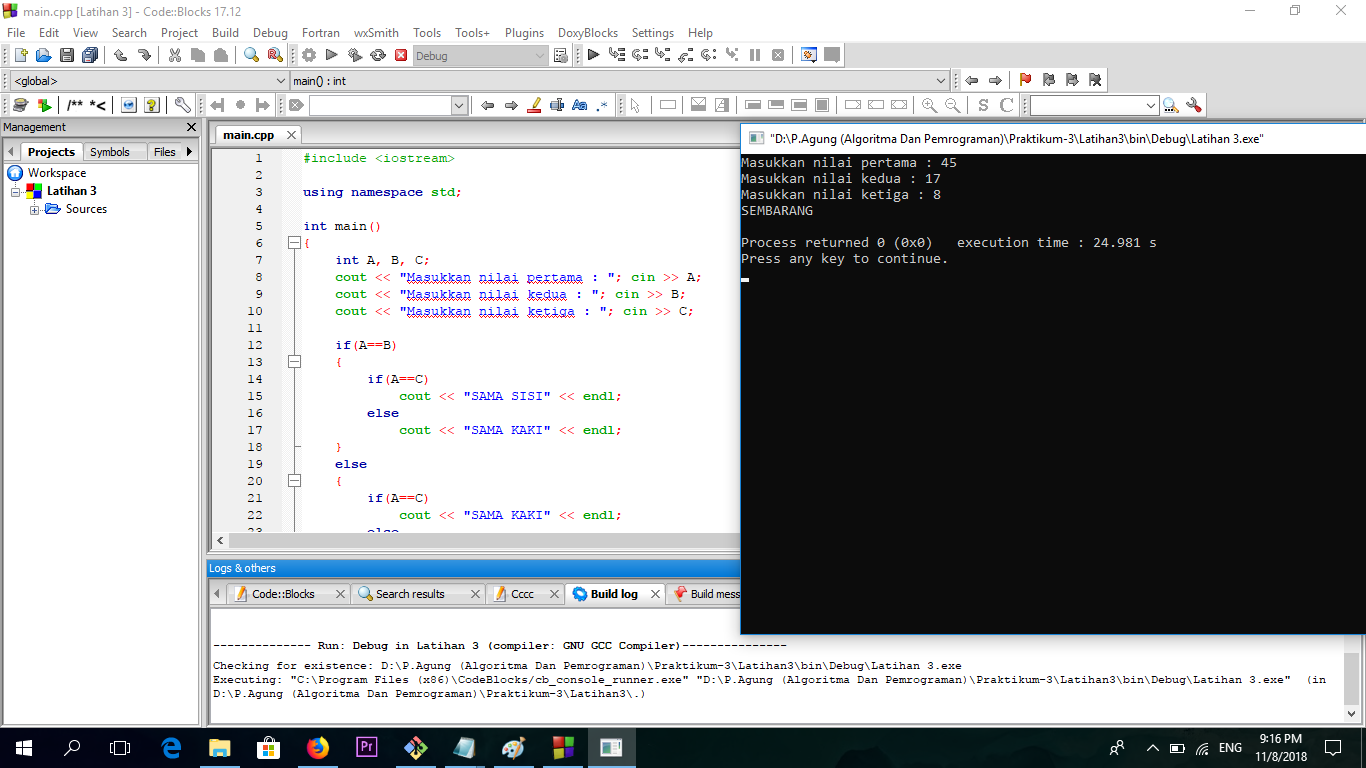 main.cpp [Latihan 3] - Code::Blocks 17.12
File Edit View Search Project Build Debug Fortran wxSmith Tools Tools+ Plugins DoxyBlocks Settings Help
Debug
<global> main() : int
/** *< Aa .* S C
Management
Projects Symbols Files
Workspace
Latihan 3
Sources
main.cpp
1 #include <iostream>
2
3 using namespace std;
4
5 int main()
6 {
7 int A, B, C;
8 cout << "Masukkan nilai pertama : "; cin >> A;
9 cout << "Masukkan nilai kedua : "; cin >> B;
10 cout << "Masukkan nilai ketiga : "; cin >> C;
11
12 if(A==B)
13 {
14 if(A==C)
15 cout << "SAMA SISI" << endl;
16 else
17 cout << "SAMA KAKI" << endl;
18 }
19 else
20 {
21 if(A==C)
22 cout << "SAMA KAKI" << endl;
23 else
"D:\P.Agung (Algoritma Dan Pemrograman)\Praktikum-3\Latihan3\bin\Debug\Latihan 3.exe"
Masukkan nilai pertama : 45
Masukkan nilai kedua : 17
Masukkan nilai ketiga : 8
SEMBARANG
Process returned 0 (0x0) execution time : 24.981 s
Press any key to continue.
Logs & others
Code::Blocks Search results Cccc Build log Build mess
-------------- Run: Debug in Latihan 3 (compiler: GNU GCC Compiler)---------------
Checking for existence: D:\P.Agung (Algoritma Dan Pemrograman)\Praktikum-3\Latihan3\bin\Debug\Latihan 3.exe
Executing: "C:\Program Files (x86)\CodeBlocks/cb_console_runner.exe" "D:\P.Agung (Algoritma Dan Pemrograman)\Praktikum-3\Latihan3\bin\Debug\Latihan 3.exe" (in
D:\P.Agung (Algoritma Dan Pemrograman)\Praktikum-3\Latihan3\.)
Pr
ENG
9:16 PM
11/8/2018